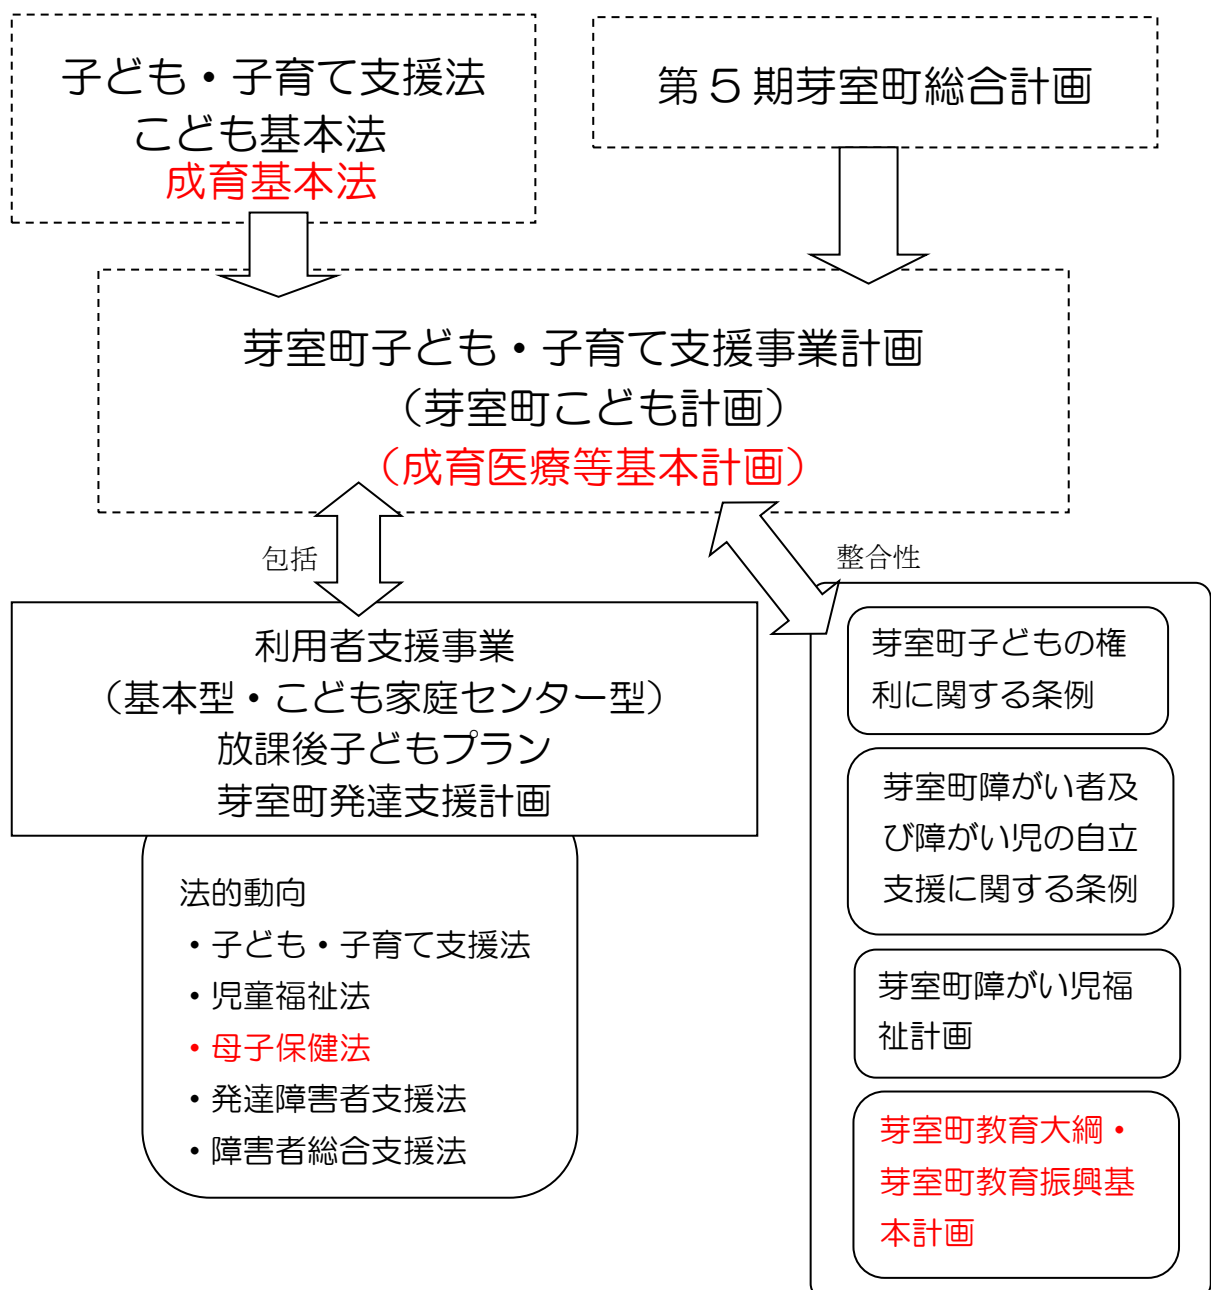 子ども・子育て支援法
こども基本法
成育基本法
第５期芽室町総合計画
芽室町子ども・子育て支援事業計画
（芽室町こども計画）
（成育医療等基本計画）
包括
整合性
利用者支援事業
（基本型・こども家庭センター型）
放課後子どもプラン
芽室町発達支援計画
法的動向
・子ども・子育て支援法
・児童福祉法
・母子保健法
・発達障害者支援法
・障害者総合支援法
芽室町子どもの権
利に関する条例
芽室町障がい者及
び障がい児の自立
支援に関する条例
芽室町障がい児福
祉計画
芽室町教育大綱・
芽室町教育振興基
本計画